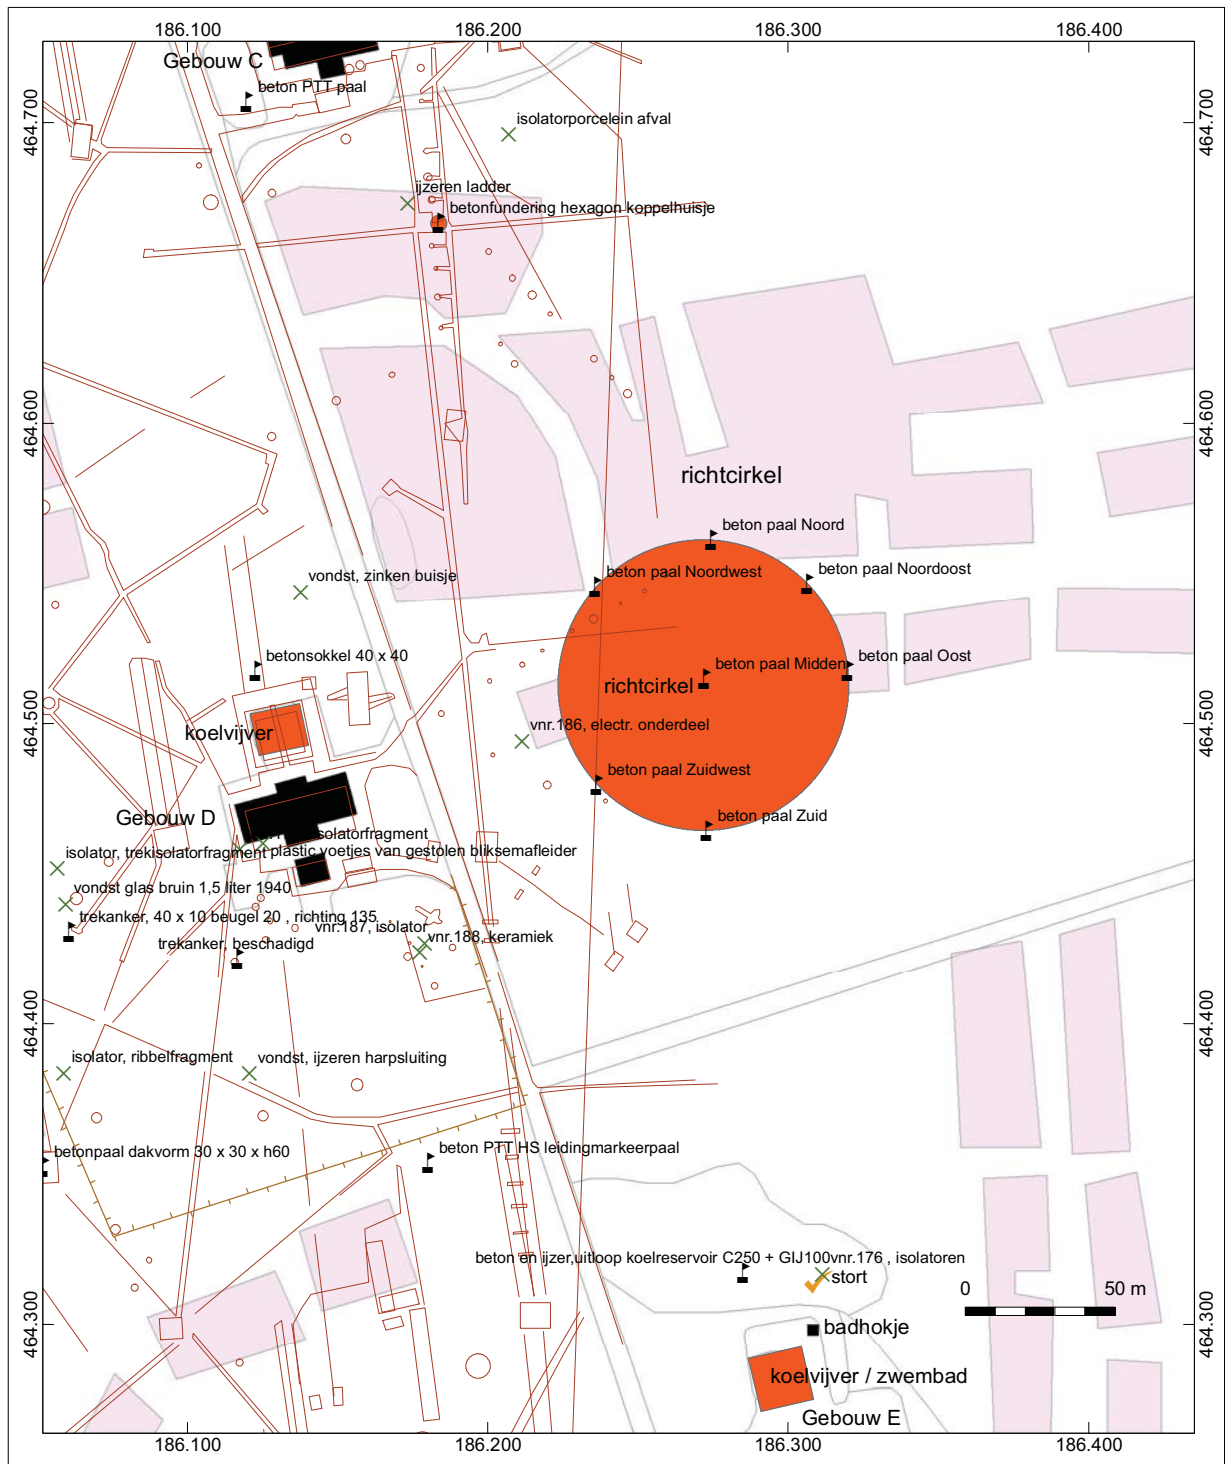 186.100
186.200
186.300
186.400
Gebouw C
beton PTT paal
isolatorporcelein afval
464.700
464.700
ijzeren ladder
betonfundering hexagon koppelhuisje
464.600
464.600
richtcirkel
beton paal Noord
beton paal Noordwest
beton paal Noordoost
vondst, zinken buisje
betonsokkel 40 x 40
beton paal Midden
beton paal Oost
richtcirkel
464.500
464.500
koelvijver
vnr.186, electr. onderdeel
beton paal Zuidwest
Gebouw D
beton paal Zuid
isolatorfragment
isolator, trekisolatorfragment
plastic voetjes van gestolen bliksemafleider
vondst glas bruin 1,5 liter 1940
trekanker, 40 x 10 beugel 20 , richting 135
vnr.187, isolator
vnr.188, keramiek
trekanker, beschadigd
464.400
464.400
isolator, ribbelfragment
vondst, ijzeren harpsluiting
betonpaal dakvorm 30 x 30 x h60
beton PTT HS leidingmarkeerpaal
beton en ijzer,uitloop koelreservoir C250 + GIJ100vnr.176 , isolatoren
stort
0
50 m
464.300
464.300
badhokje
koelvijver / zwembad
Gebouw E
186.100
186.200
186.300
186.400